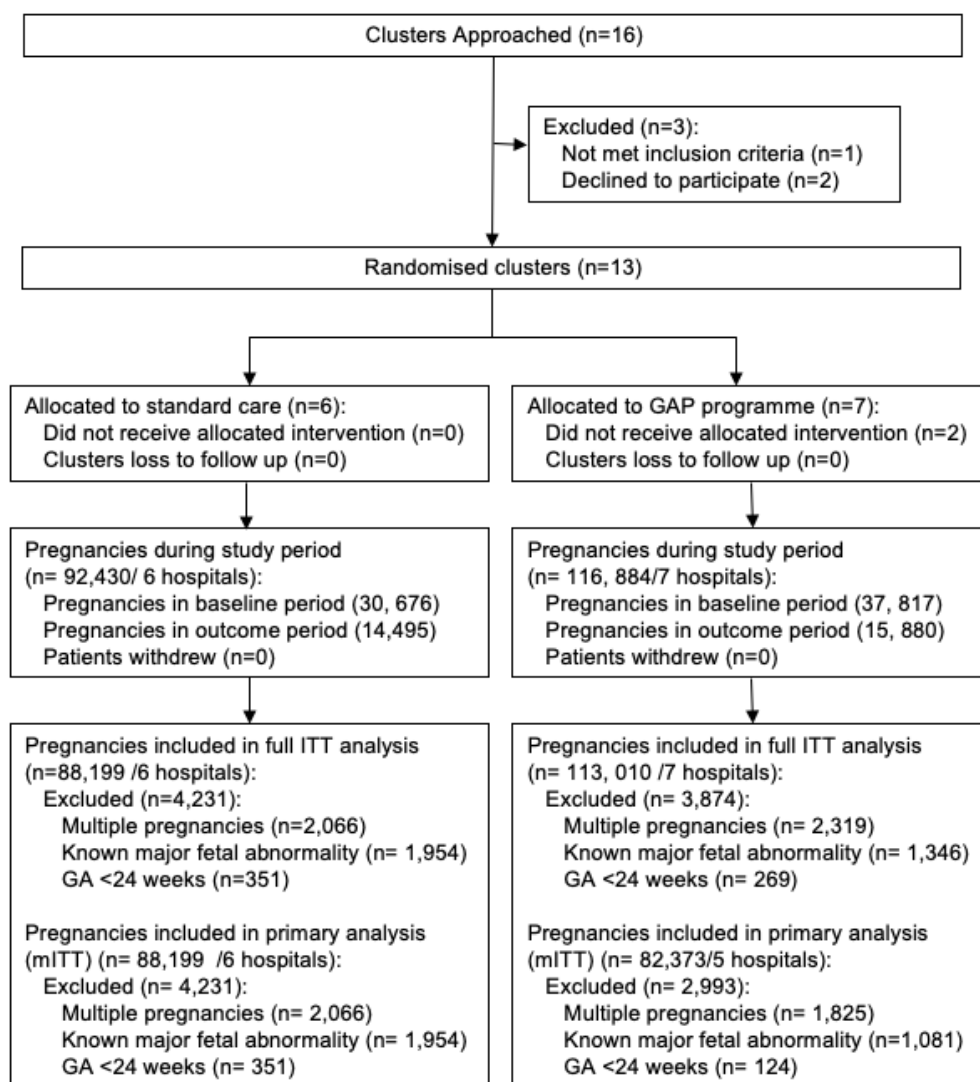 Clusters Approached (n=16)
Excluded (n=3):
Not met inclusion criteria (n=1)
Declined to participate (n=2)
Randomised clusters (n=13)
Allocated to standard care (n=6):
Did not receive allocated intervention (n=0)
Clusters loss to follow up (n=0)
Allocated to GAP programme (n=7):
Did not receive allocated intervention (n=2)
Clusters loss to follow up (n=0)
Pregnancies during study period
(n= 92,430/ 6 hospitals):
Pregnancies in baseline period (30, 676)
Pregnancies in outcome period (14,495)
Patients withdrew (n=0)
Pregnancies during study period
(n= 116, 884/7 hospitals):
Pregnancies in baseline period (37, 817)
Pregnancies in outcome period (15, 880)
Patients withdrew (n=0)
Pregnancies included in full ITT analysis
(n=88,199 /6 hospitals):
Excluded (n=4,231):
Multiple pregnancies (n=2,066)
Known major fetal abnormality (n= 1,954)
GA <24 weeks (n=351)
Pregnancies included in primary analysis
(mITT) (n= 88,199 /6 hospitals):
Excluded (n= 4,231):
Multiple pregnancies (n= 2,066)
Known major fetal abnormality (n= 1,954)
GA <24 weeks (n= 351)
Pregnancies included in full ITT analysis
(n= 113, 010 /7 hospitals):
Excluded (n= 3,874):
Multiple pregnancies (n= 2,319)
Known major fetal abnormality (n= 1,346)
GA <24 weeks (n= 269)
Pregnancies included in primary analysis
(mITT) (n= 82,373/5 hospitals):
Excluded (n= 2,993):
Multiple pregnancies (n= 1,825)
Known major fetal abnormality (n=1,081)
GA <24 weeks (n= 124)